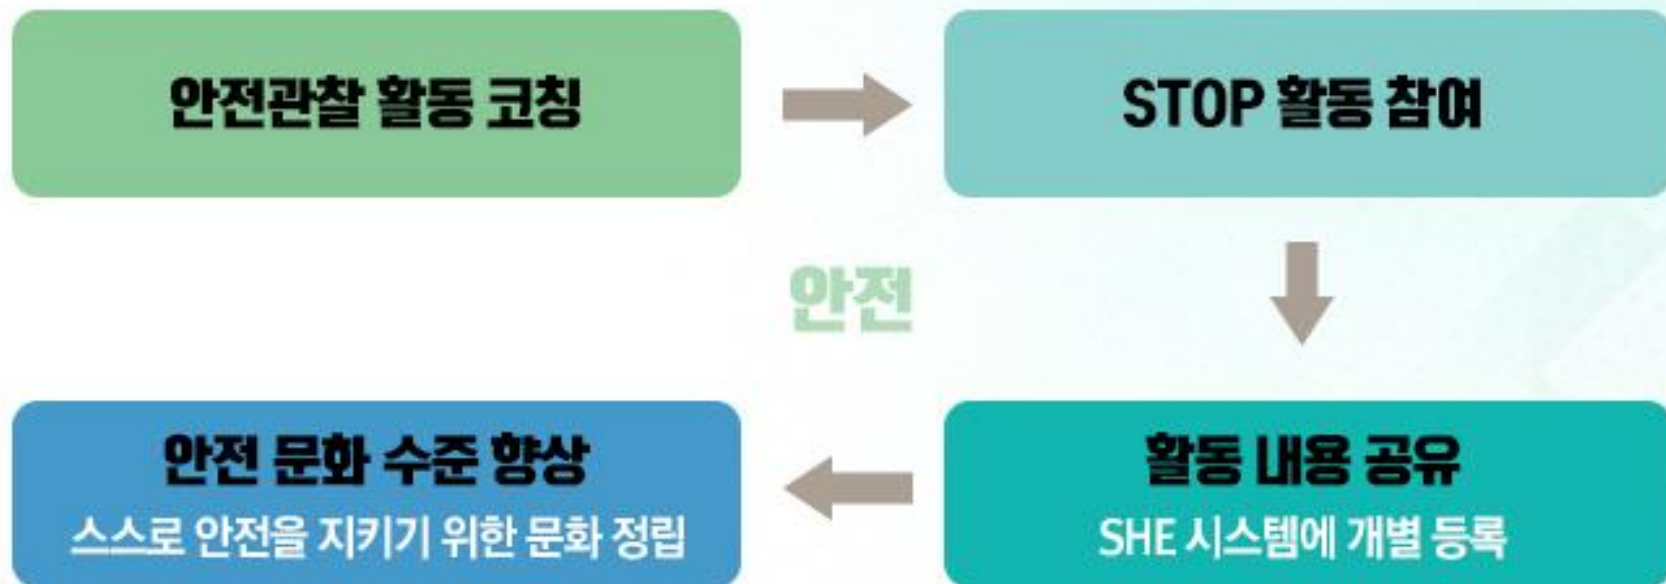 안전관찰 활동 코칭
STOP 활동 참여
안전
안전 문화 수준 향상
스스로 안전을 지키기 위한 문화 정립
활동 내용 공유
SHE 시스템에 개별 등록